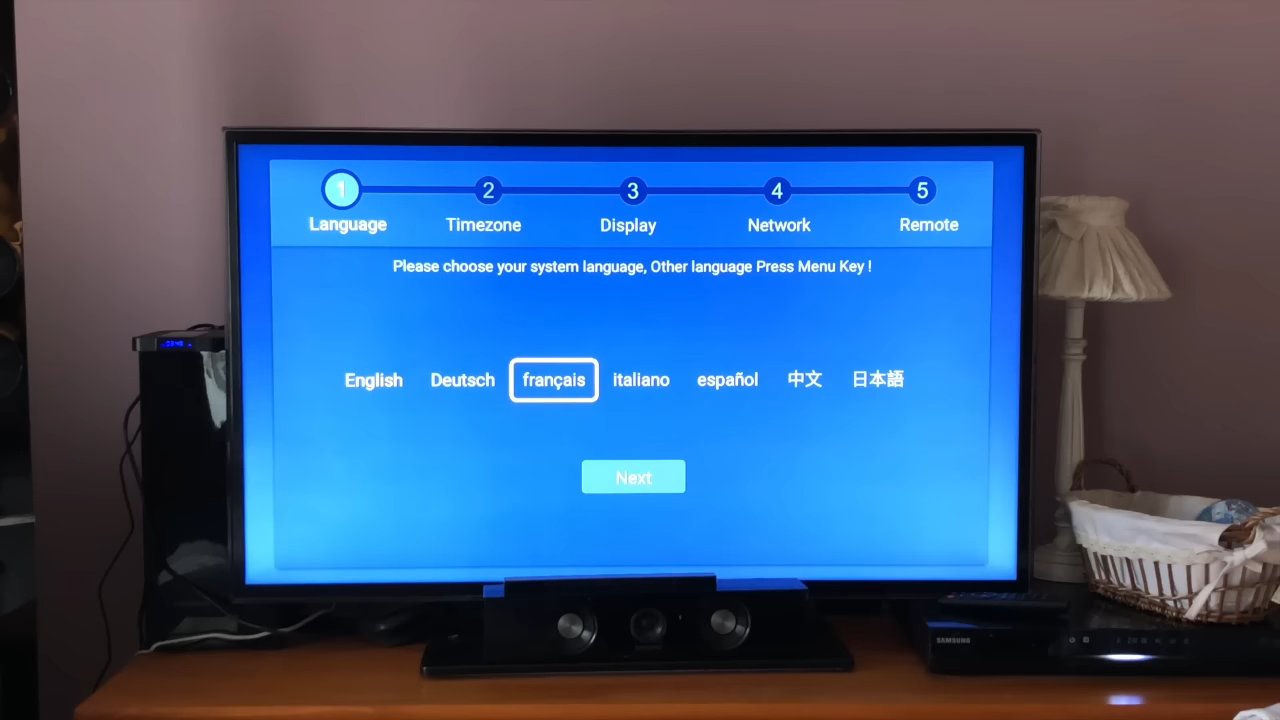 1 2 3 4 5
Language Timezone Display Network Remote
Please choose your system language, Other language Press Menu Key !
English Deutsch français italiano español 中文 日本語
Next
SAMSUNG